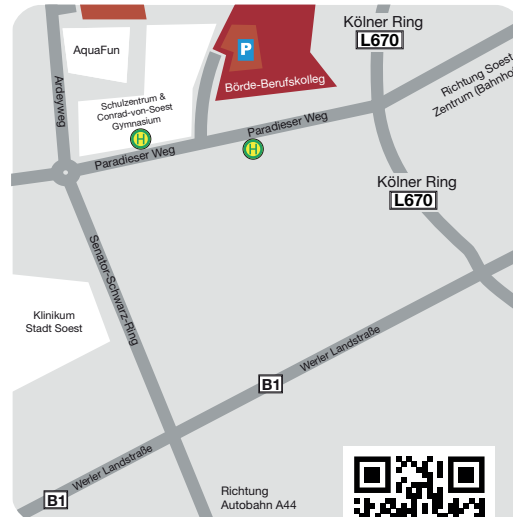 Kölner Ring
L670
AquaFun
P
Börde-Berufskolleg
Richtung Soest
Zentrum (Bahnhof
Ardeyweg
Schulzentrum &
Conrad-von-Soest
Gymnasium
H
Paradieser Weg
H
Paradieser Weg
Kölner Ring
L670
Senator-Schwarz-Ring
Klinikum
Stadt Soest
Werler Landstraße
B1
Werler Landstraße
B1
Richtung
Autobahn A44